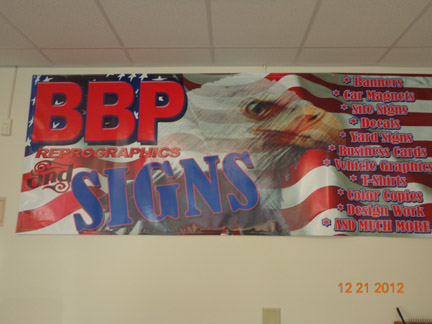 BBP
REPROGRAPHICS
and
SIGNS
* Banners
* Car Magnets
* Site Signs
* Decals
* Yard Signs
* Business Cards
* Vehicle Graphics
* T-Shirts
* Color Copies
* Design Work
* AND MUCH MORE
12 21 2012